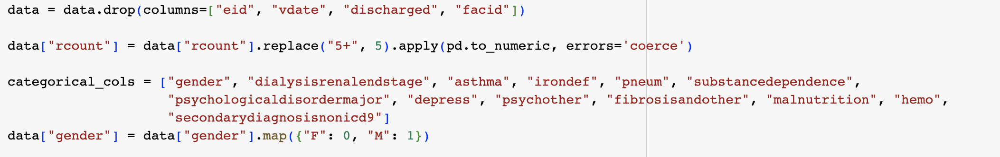 data = data.drop(columns=["eid", "vdate", "discharged", "facid"])
data["rcount"] = data["rcount"].replace("5+", 5).apply(pd.to_numeric, errors='coerce')
categorical_cols = ["gender", "dialysisrenalendstage", "asthma", "irondef", "pneum", "substancedependence",
"psychologicaldisordermajor", "depress", "psychother", "fibrosisandother", "malnutrition", "hemo",
"secondarydiagnosisnonicd9"]
data["gender"] = data["gender"].map({"F": 0, "M": 1})